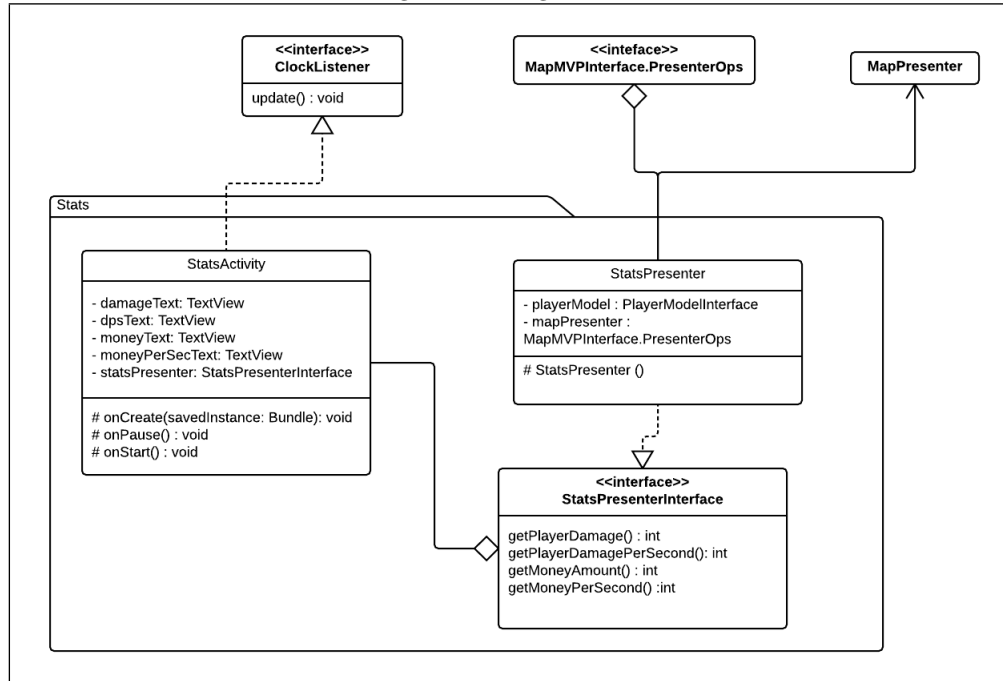 <<interface>>
ClockListener
update() : void
<<inteface>>
MapMVPInterface.PresenterOps
MapPresenter
Stats
StatsActivity
- damageText: TextView
- dpsText: TextView
- moneyText: TextView
- moneyPerSecText: TextView
- statsPresenter: StatsPresenterInterface
# onCreate(savedInstance: Bundle): void
# onPause() : void
# onStart() : void
StatsPresenter
- playerModel : PlayerModelInterface
- mapPresenter :
MapMVPInterface.PresenterOps
# StatsPresenter ()
<<interface>>
StatsPresenterInterface
getPlayerDamage() : int
getPlayerDamagePerSecond(): int
getMoneyAmount() : int
getMoneyPerSecond() :int